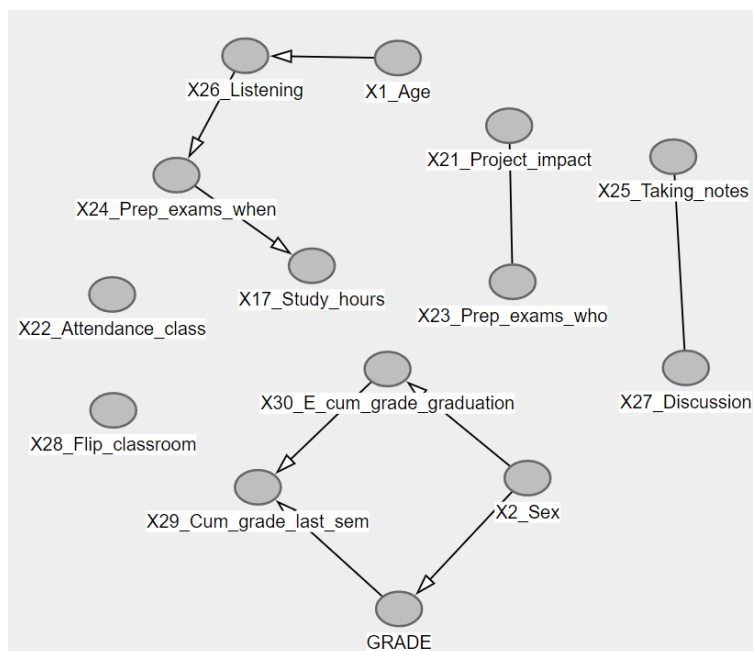 X26_Listening
X1_Age
X21_Project_impact
X25_Taking_notes
X24_Prep_exams_when
X17_Study_hours
X23_Prep_exams_who
X22_Attendance_class
X30_E_cum_grade_graduation
X27_Discussion
X28_Flip_classroom
X29_Cum_grade_last_sem
X2_Sex
GRADE